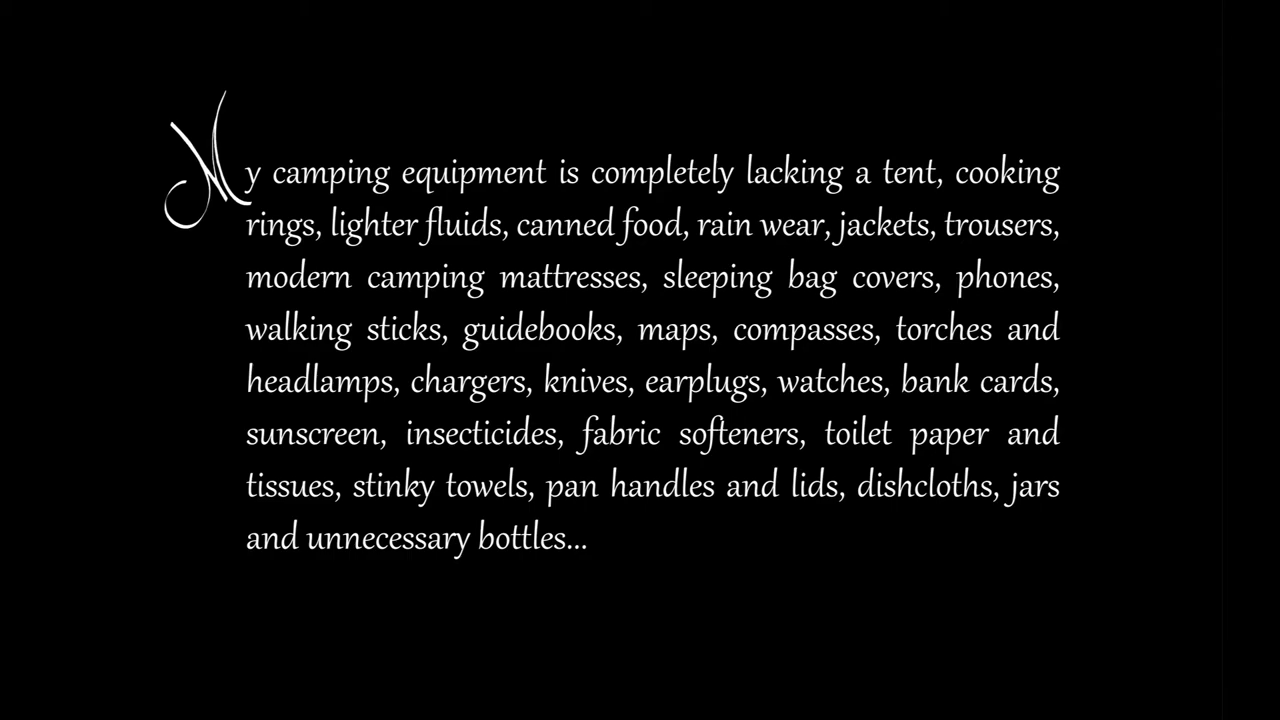 My camping equipment is completely lacking a tent, cooking
rings, lighter fluids, canned food, rain wear, jackets, trousers,
modern camping mattresses, sleeping bag covers, phones,
walking sticks, guidebooks, maps, compasses, torches and
headlamps, chargers, knives, earplugs, watches, bank cards,
sunscreen, insecticides, fabric softeners, toilet paper and
tissues, stinky towels, pan handles and lids, dishcloths, jars
and unnecessary bottles...